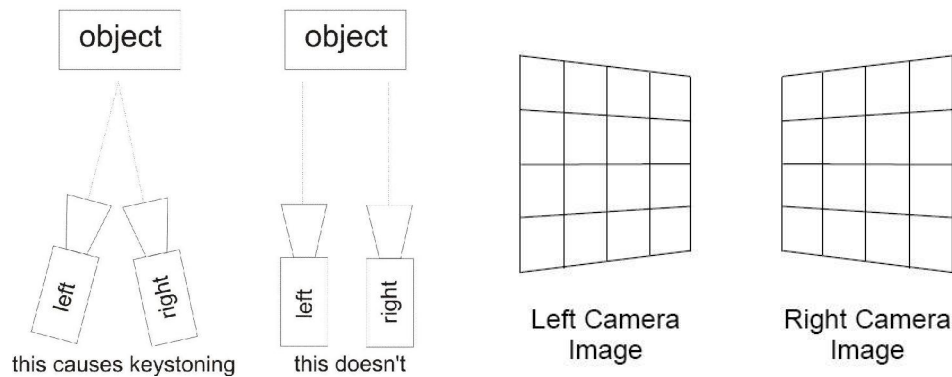 object
left
right
this causes keystoning
object
left
right
this doesn't
Left Camera
Image
Right Camera
Image